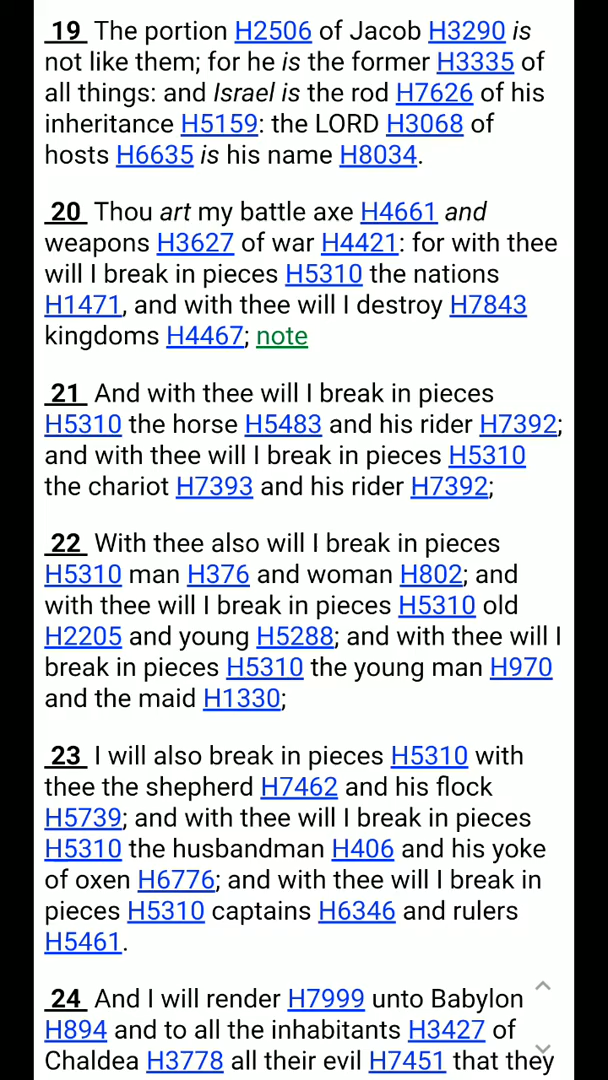 19 The portion H2506 of Jacob H3290 is
not like them; for he is the former H3335 of
all things: and Israel is the rod H7626 of his
inheritance H5159: the LORD H3068 of
hosts H6635 is his name H8034.
20 Thou art my battle axe H4661 and
weapons H3627 of war H4421: for with thee
will I break in pieces H5310 the nations
H1471, and with thee will I destroy H7843
kingdoms H4467; note
21 And with thee will I break in pieces
H5310 the horse H5483 and his rider H7392;
and with thee will I break in pieces H5310
the chariot H7393 and his rider H7392;
22 With thee also will I break in pieces
H5310 man H376 and woman H802; and
with thee will I break in pieces H5310 old
H2205 and young H5288; and with thee will I
break in pieces H5310 the young man H970
and the maid H1330;
23 I will also break in pieces H5310 with
thee the shepherd H7462 and his flock
H5739; and with thee will I break in pieces
H5310 the husbandman H406 and his yoke
of oxen H6776; and with thee will I break in
pieces H5310 captains H6346 and rulers
H5461.
24 And I will render H7999 unto Babylon
H894 and to all the inhabitants H3427 of
Chaldea H3778 all their evil H7451 that they